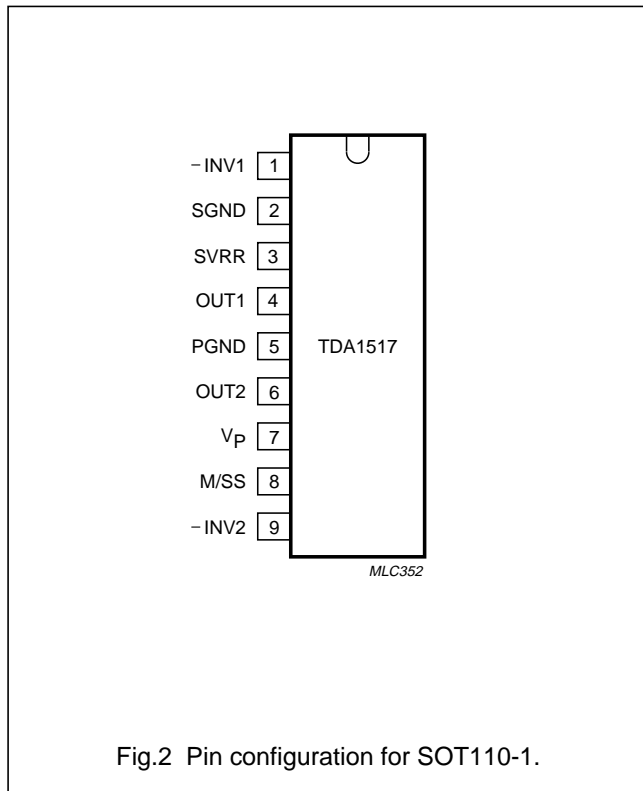 −INV1 1
SGND 2
SVRR 3
OUT1 4
PGND 5
TDA1517
OUT2 6
VP 7
M/SS 8
−INV2 9
MLC352
Fig.2 Pin configuration for SOT110-1.